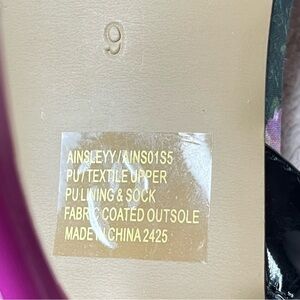 9
AINSLEYY/AINS01S5
PU/TEXTILE UPPER
PU LINING & SOCK
FABRIC COATED OUTSOLE
MADE IN CHINA 2425